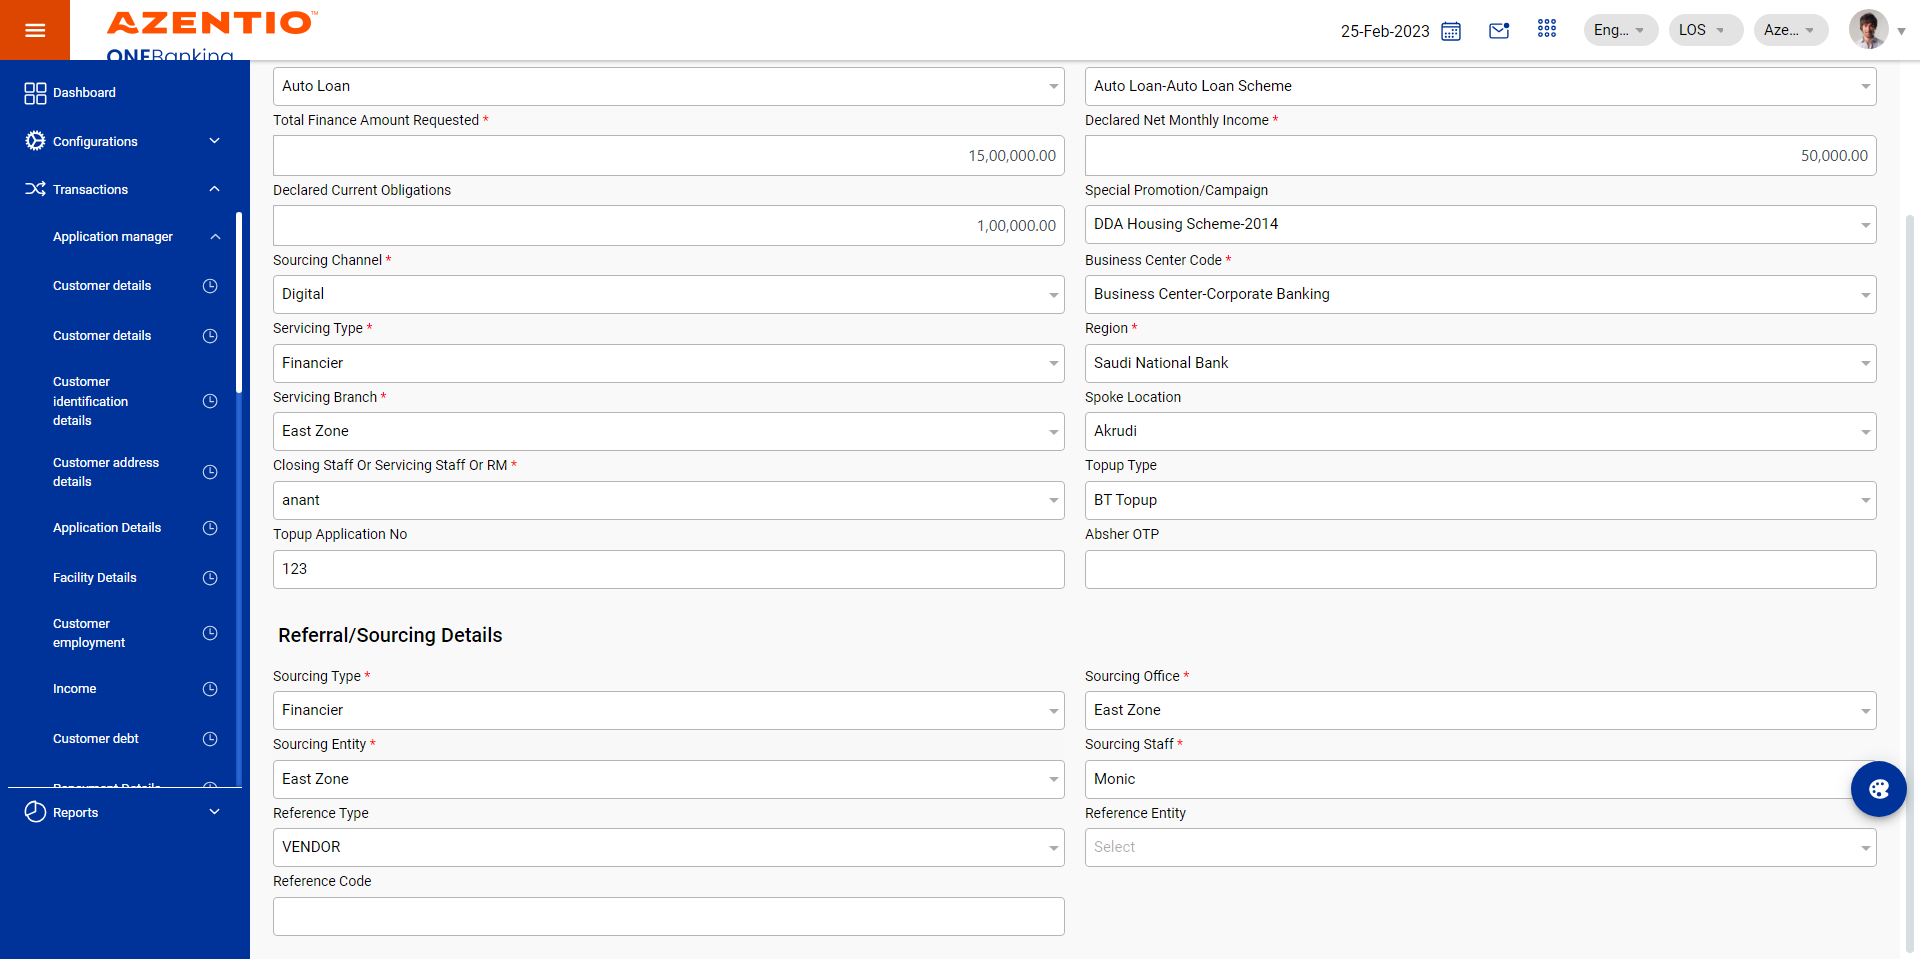 AZENTIO™
ONEBanking
25-Feb-2023
Eng...
LOS
Aze...
Dashboard
Configurations
Transactions
Application manager
Customer details
Customer details
Customer
identification
details
Customer address
details
Application Details
Facility Details
Customer
employment
Income
Customer debt
Repayment Details
Reports
Auto Loan
Auto Loan-Auto Loan Scheme
Total Finance Amount Requested *
Declared Net Monthly Income *
15,00,000.00
50,000.00
Declared Current Obligations
Special Promotion/Campaign
1,00,000.00
DDA Housing Scheme-2014
Sourcing Channel *
Business Center Code *
Digital
Business Center-Corporate Banking
Servicing Type *
Region *
Financier
Saudi National Bank
Servicing Branch *
Spoke Location
East Zone
Akrudi
Closing Staff Or Servicing Staff Or RM *
Topup Type
anant
BT Topup
Topup Application No
Absher OTP
123
Referral/Sourcing Details
Sourcing Type *
Sourcing Office *
Financier
East Zone
Sourcing Entity *
Sourcing Staff *
East Zone
Monic
Reference Type
Reference Entity
VENDOR
Select
Reference Code